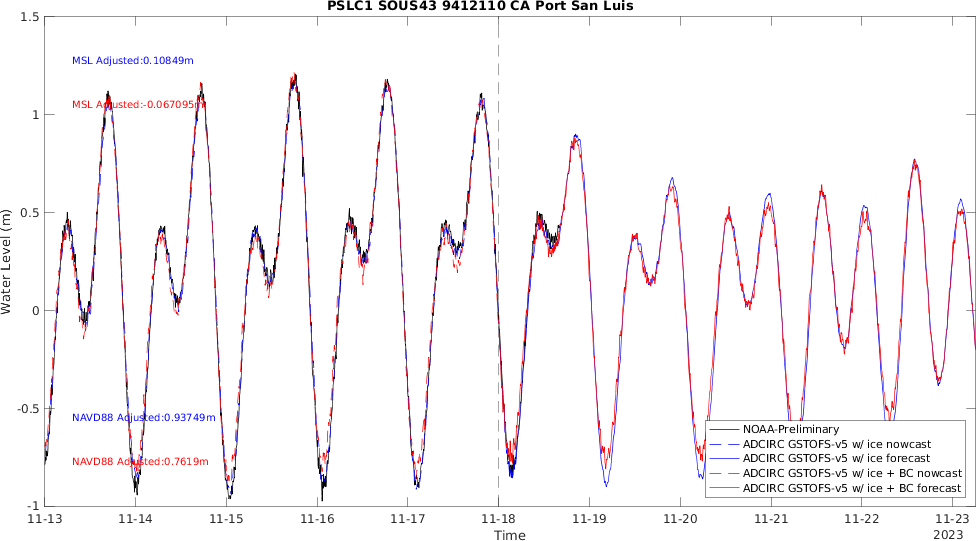 PSLC1 SOUS43 9412110 CA Port San Luis
1.5
MSL Adjusted:0.10849m
MSL Adjusted:-0.067095m
1
0.5
Water Level (m)
0
-0.5
NAVD88 Adjusted:0.93749m
NAVD88 Adjusted:0.7619m
-1
NOAA-Preliminary
ADCIRC GSTOFS-v5 w/ ice nowcast
ADCIRC GSTOFS-v5 w/ ice forecast
ADCIRC GSTOFS-v5 w/ ice + BC nowcast
ADCIRC GSTOFS-v5 w/ ice + BC forecast
11-13 11-14 11-15 11-16 11-17 11-18 11-19 11-20 11-21 11-22 11-23
Time
2023